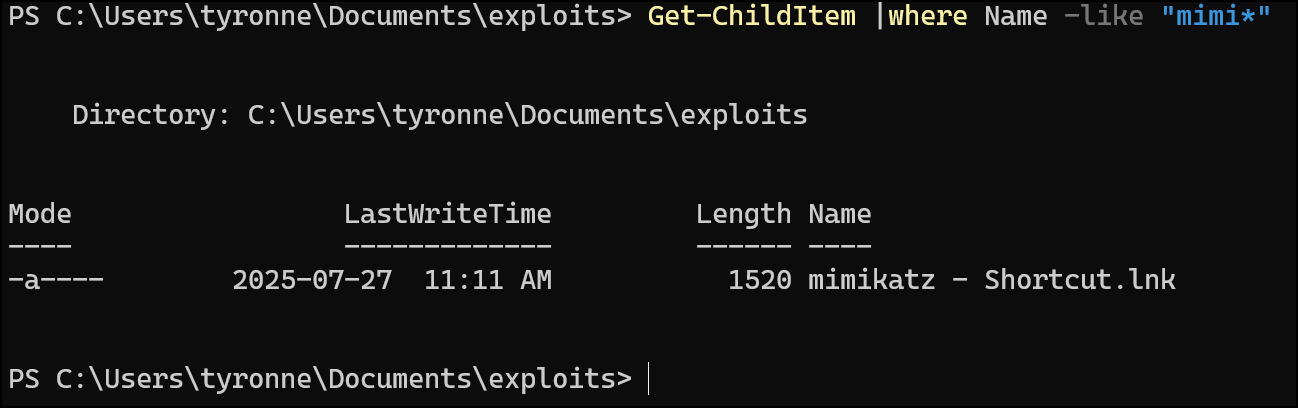 PS C:\Users\tyronne\Documents\exploits> Get-ChildItem |where Name -like "mimi*"
Directory: C:\Users\tyronne\Documents\exploits
Mode LastWriteTime Length Name
---- ------------- ------ ----
-a---- 2025-07-27 11:11 AM 1520 mimikatz - Shortcut.lnk
PS C:\Users\tyronne\Documents\exploits>